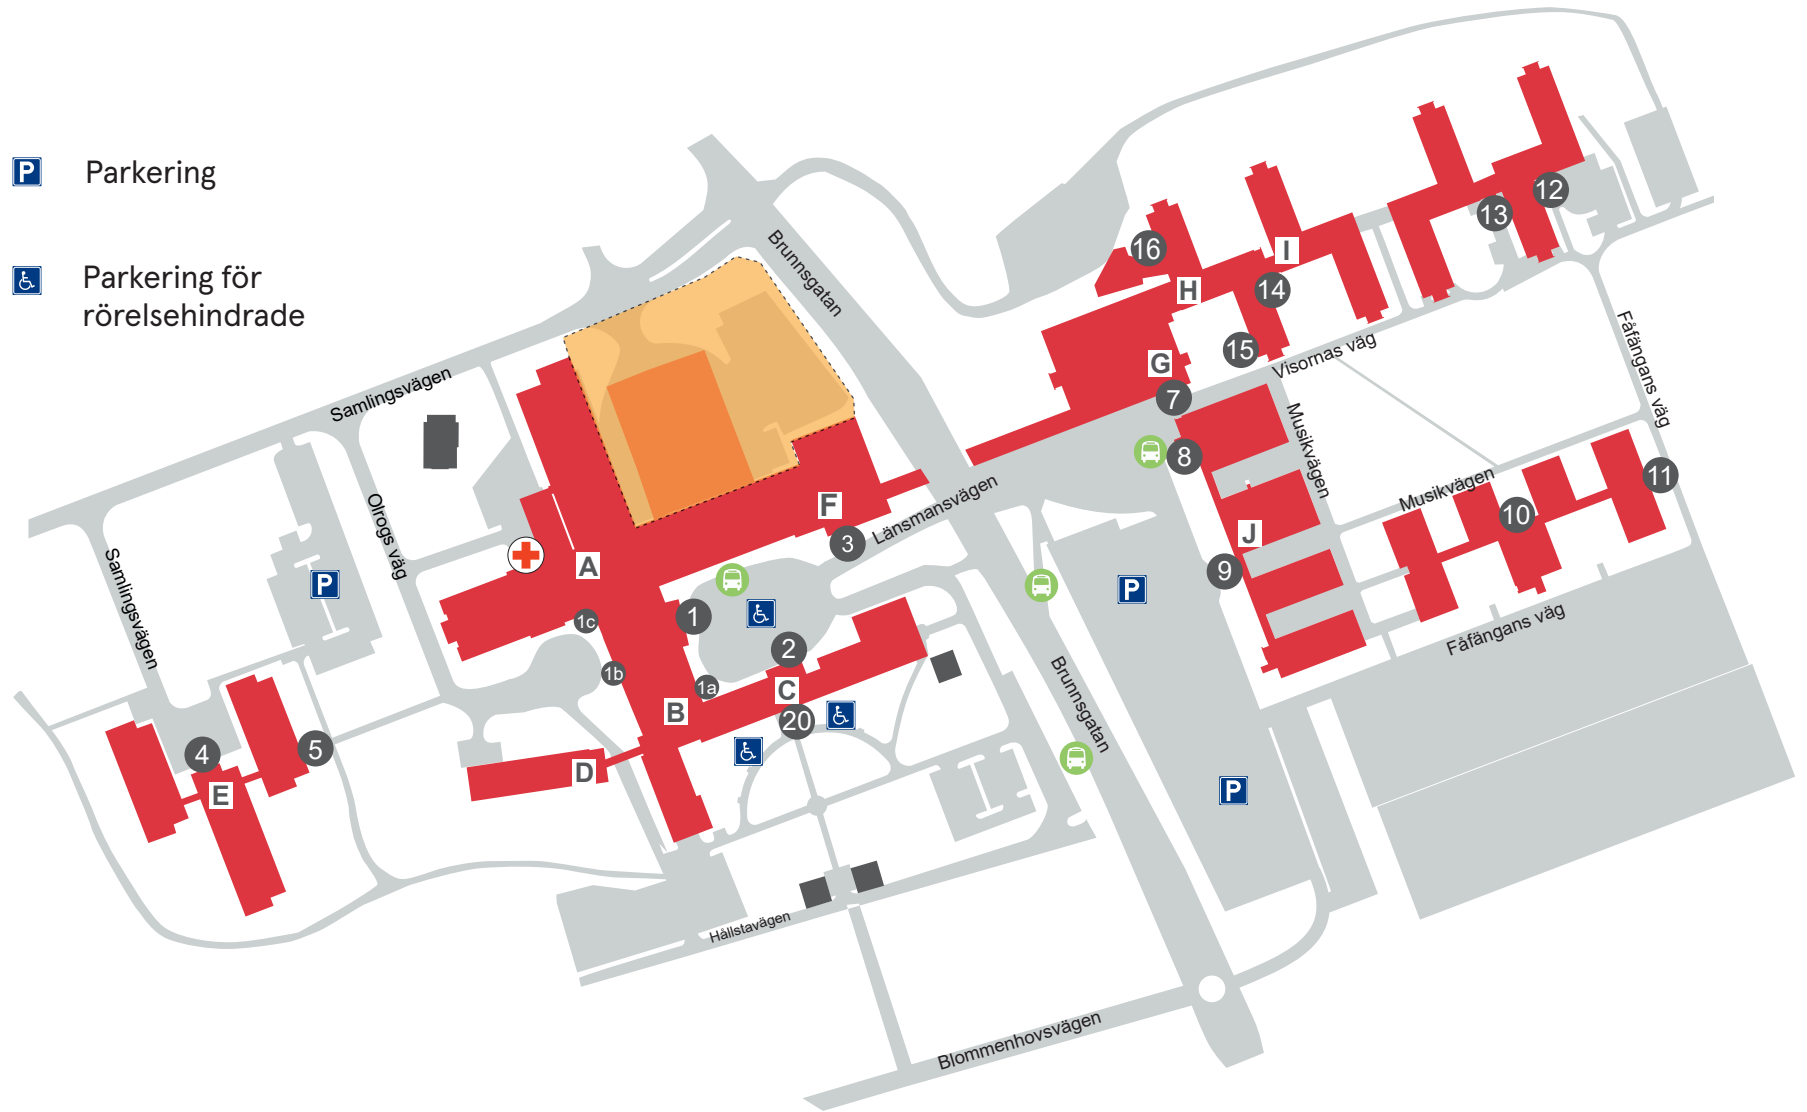 P Parkering
Parkering för
rörelsehindrade
Brunnsgatan
Samlingsvägen
Olrogs väg
Samlingsvägen
P
A
1c
1b
1
1a
B
C
2
20
D
4
5
E
F
3
Länsmansvägen
16
H
I
14
15
G
7
13
12
Visornas väg
Fåfängans väg
Musikvägen
8
J
9
Musikvägen
10
11
Fåfängans väg
P
P
Brunnsgatan
Hållstavägen
Blommenhovsvägen